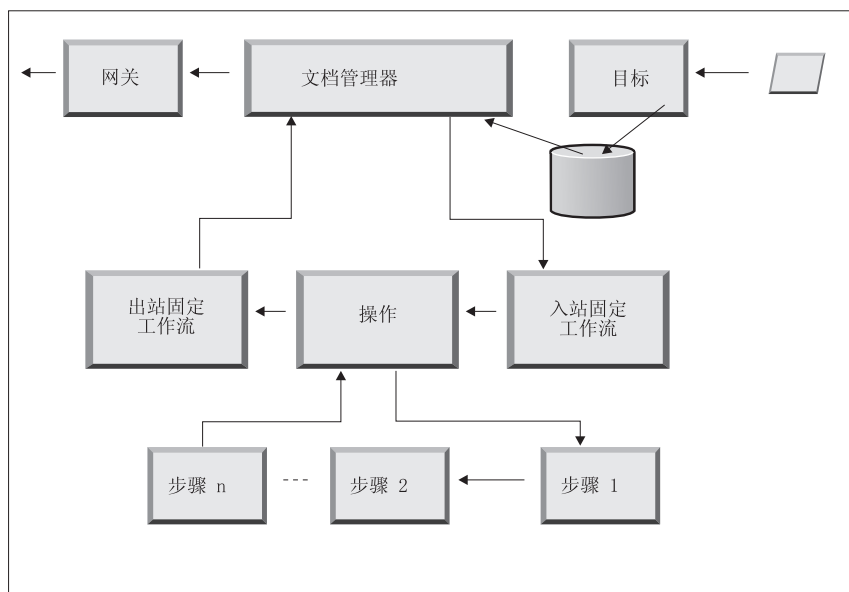 网关
文档管理器
目标
出站固定
工作流
操作
入站固定
工作流
步骤 n
步骤 2
步骤 1